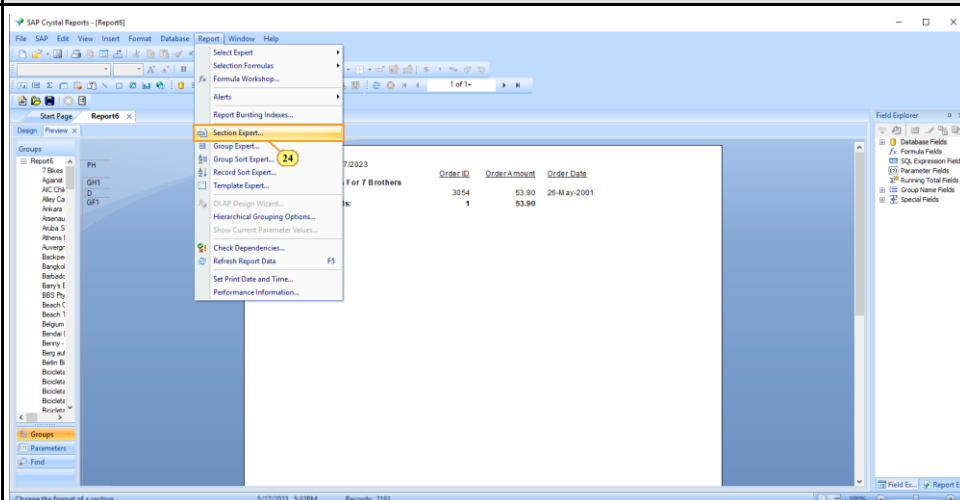 SAP Crystal Reports - [Report6]
File SAP Edit View Insert Format Database Report Window Help
1 of 1+
Start Page Report6 ×
Design Preview ×
Groups
Report6
7 Bikes
Against
AIC Chil
Alley Ca
Ankara
Arsenau
Aruba S
Athens
Auvergr
Backpe
Bangkol
Barbado
Barry's
BBS Pty
Beach C
Beach T
Belgium
Bendai
Benny -
Berg auf
Berlin Bi
Bicicleta
Bicicleta
Bicicleta
Bicicleta
Bicicleta
Groups
Parameters
Find
PH
GH1
D
GF1
Select Expert
Selection Formulas
Formula Workshop...
Alerts
Report Bursting Indexes...
Section Expert...
Group Expert...
Group Sort Expert... 24
Record Sort Expert...
Template Expert...
OLAP Design Wizard...
Hierarchical Grouping Options...
Show Current Parameter Values...
Check Dependencies...
Refresh Report Data F5
Set Print Date and Time...
Performance Information...
7/2023
Order ID Order Amount Order Date
For 7 Brothers
3054 53.90 26-May-2001
s: 1 53.90
Field Explorer
Database Fields
Formula Fields
SQL Expression Field
Parameter Fields
Running Total Fields
Group Name Fields
Special Fields
Field Ex... Report E
Change the format of a section 5/17/2023 5:32PM Records: 2191 100%